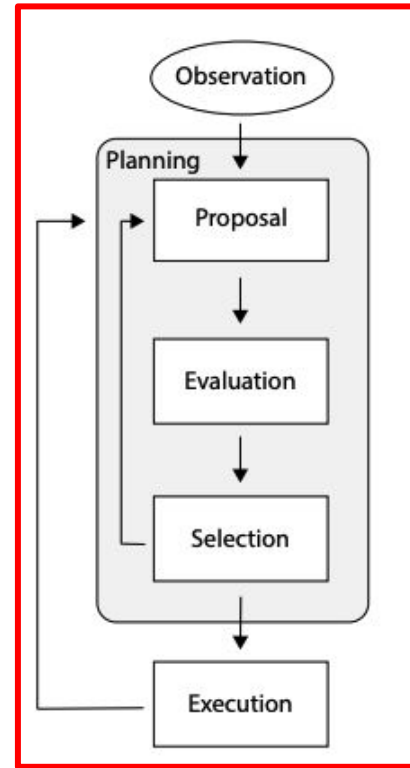 Observation
Planning
Proposal
Evaluation
Selection
Execution